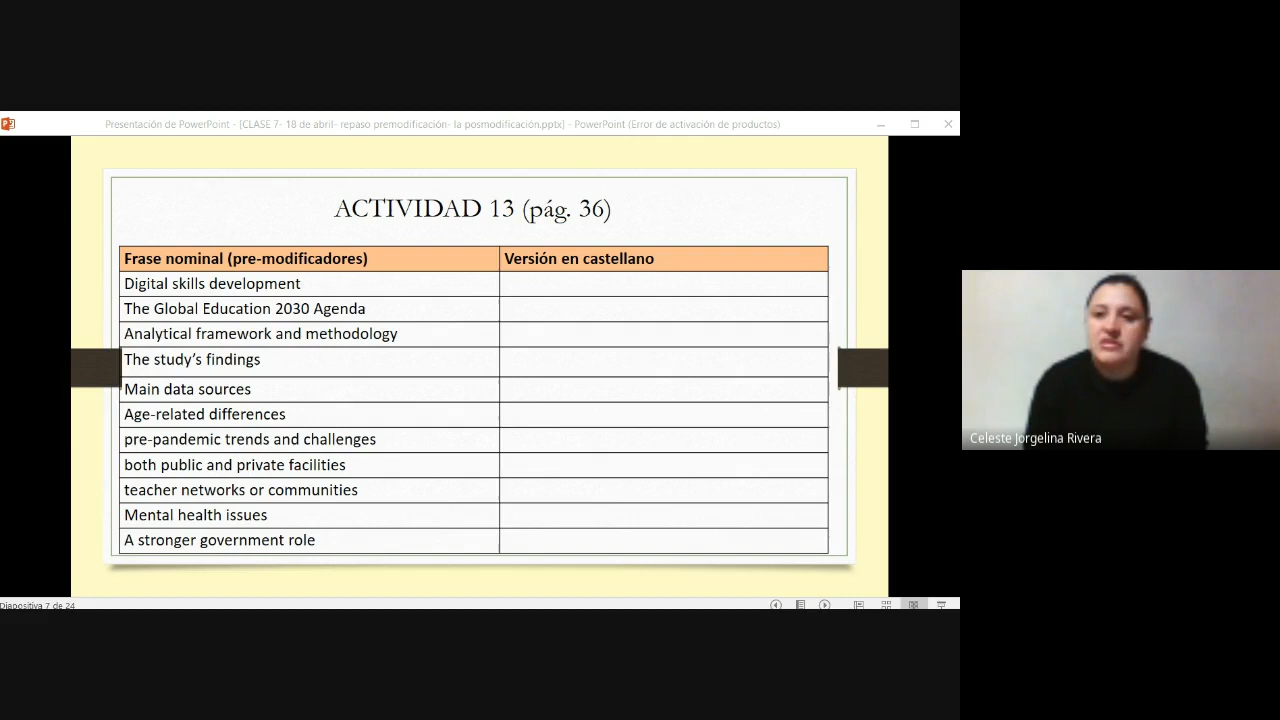 Presentación de PowerPoint - [CLASE 7- 18 de abril- repaso premodificación- la posmodificación.pptx] - PowerPoint (Error de activación de productos)
ACTIVIDAD 13 (pág. 36)
Frase nominal (pre-modificadores) Versión en castellano
Digital skills development
The Global Education 2030 Agenda
Analytical framework and methodology
The study's findings
Main data sources
Age-related differences
pre-pandemic trends and challenges
both public and private facilities
teacher networks or communities
Mental health issues
A stronger government role
Celeste Jorgelina Rivera
Diapositiva 7 de 24